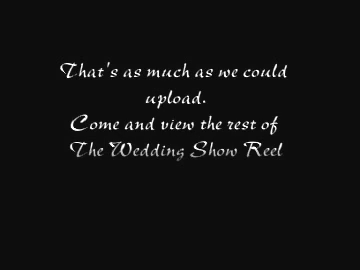 That's as much as we could
upload.
Come and view the rest of
The Wedding Show Reel